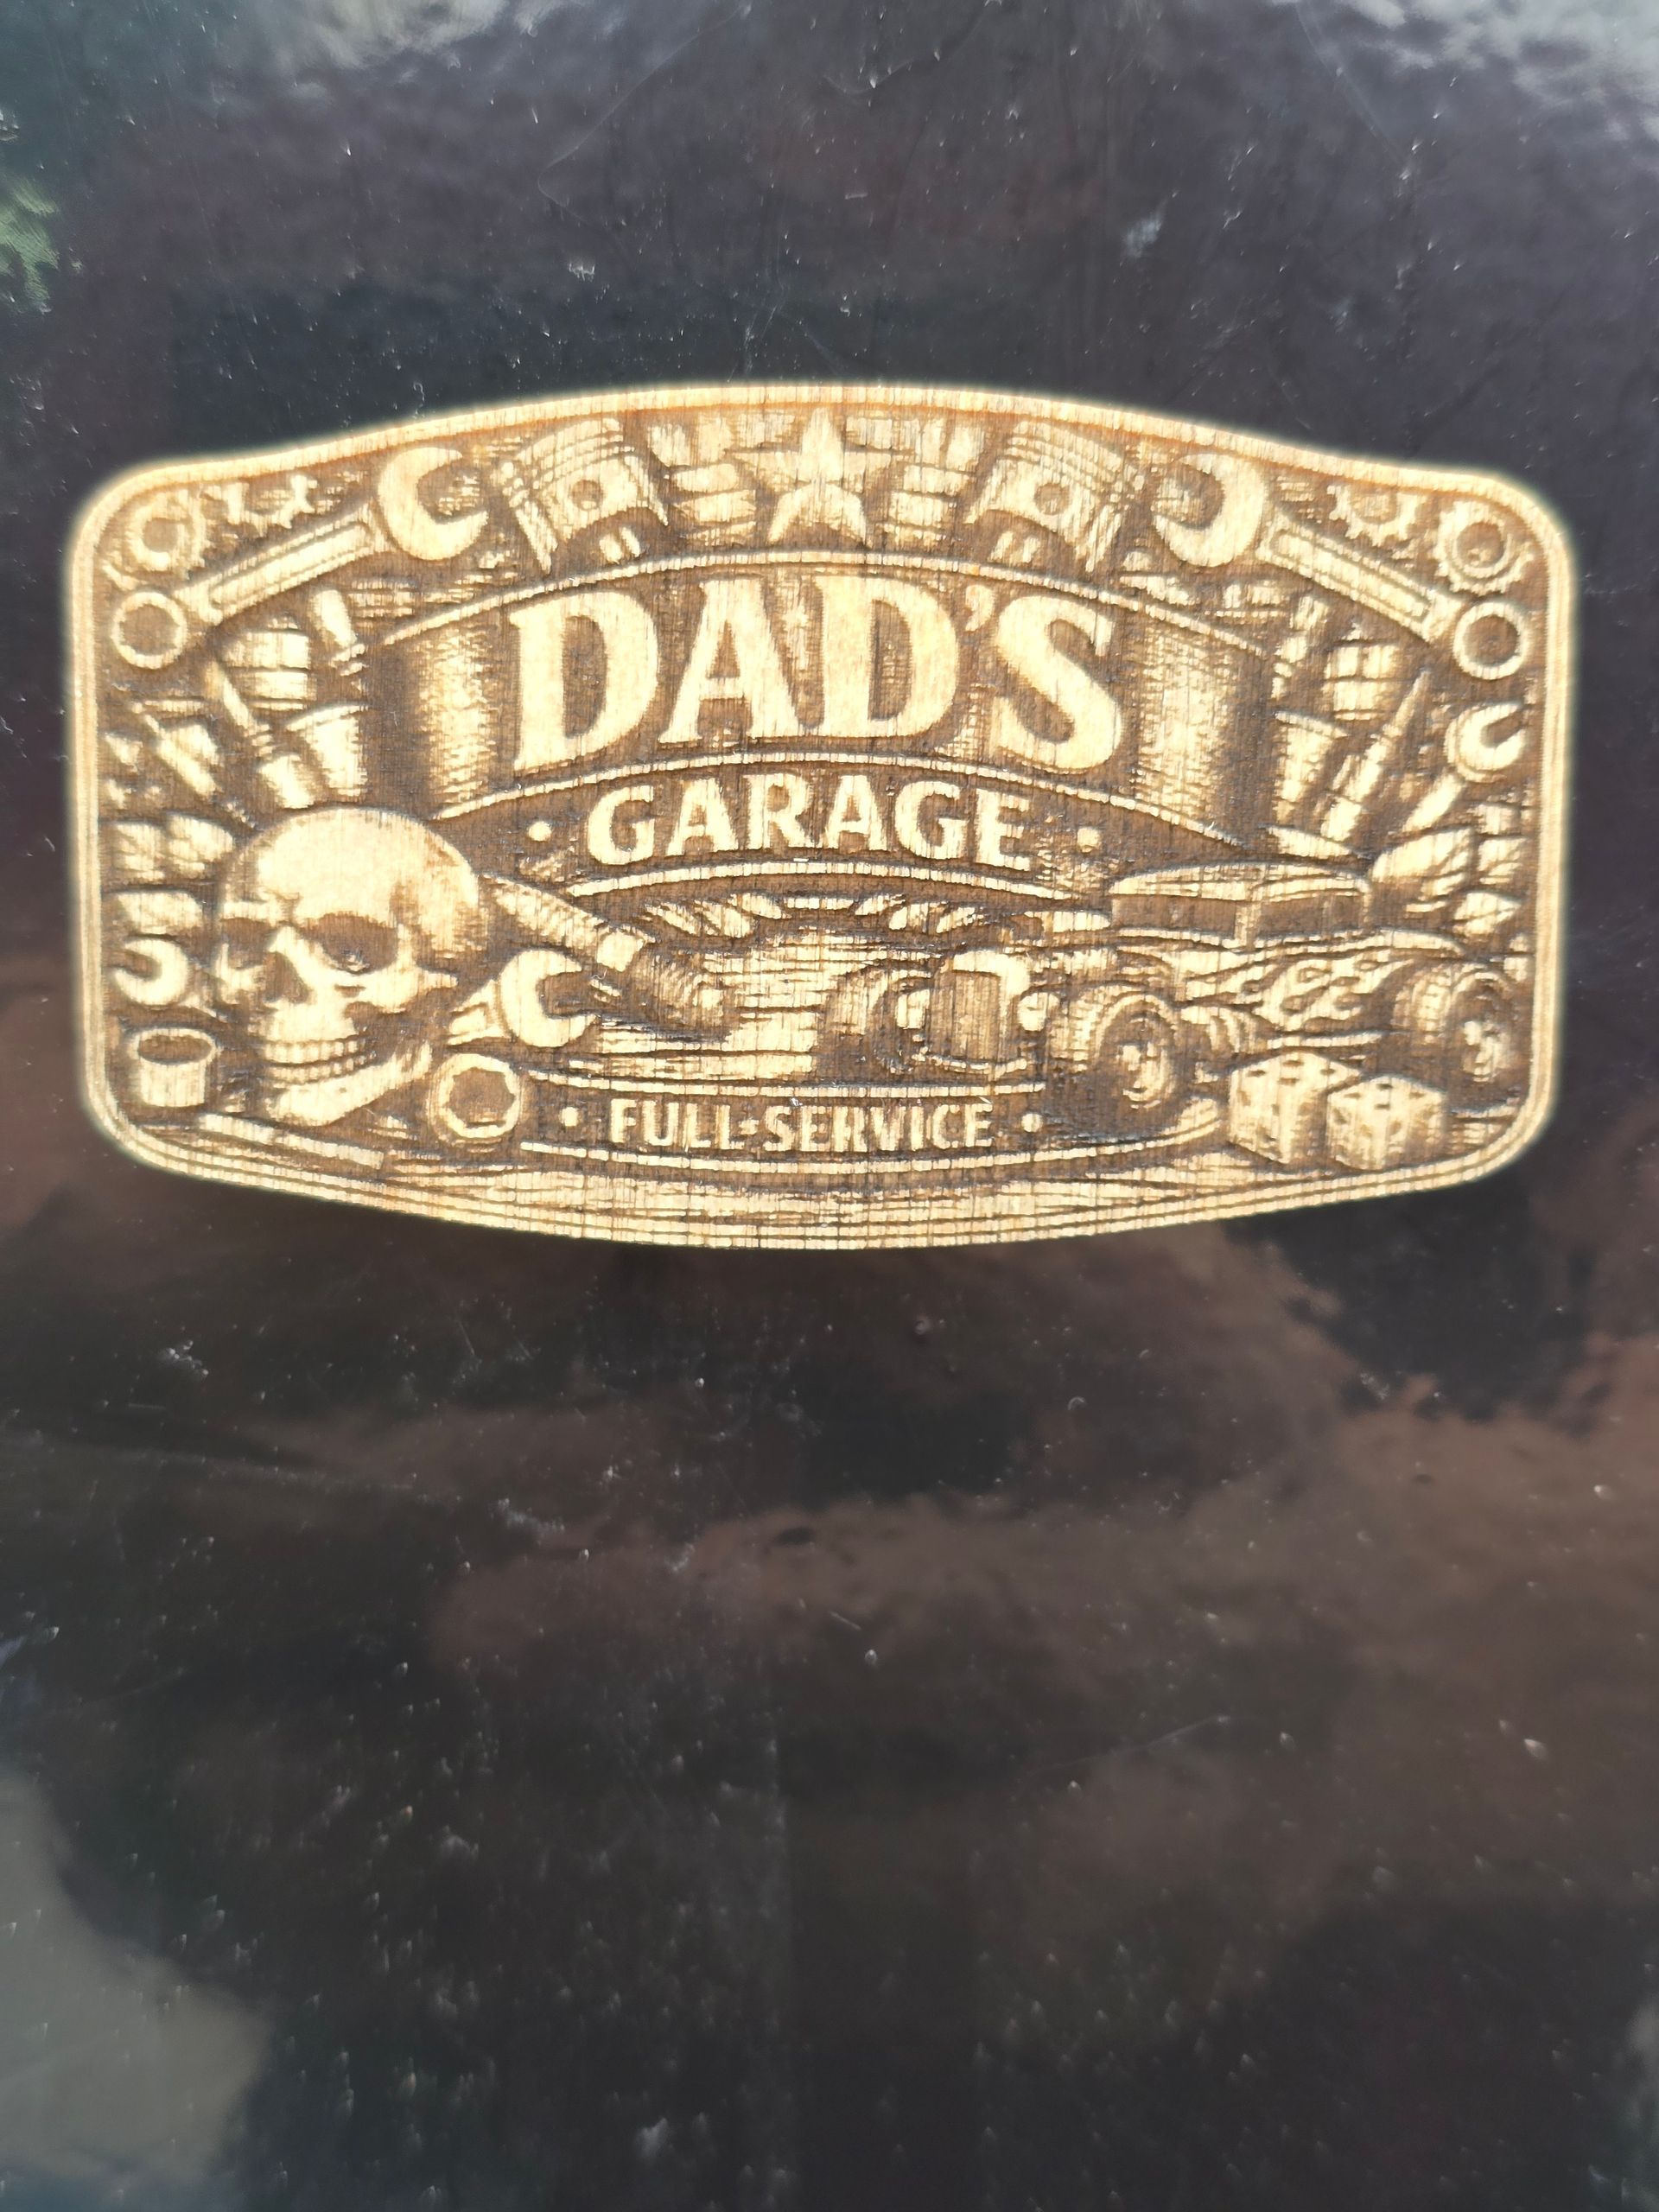 DAD'S
• GARAGE •
• FULL-SERVICE •